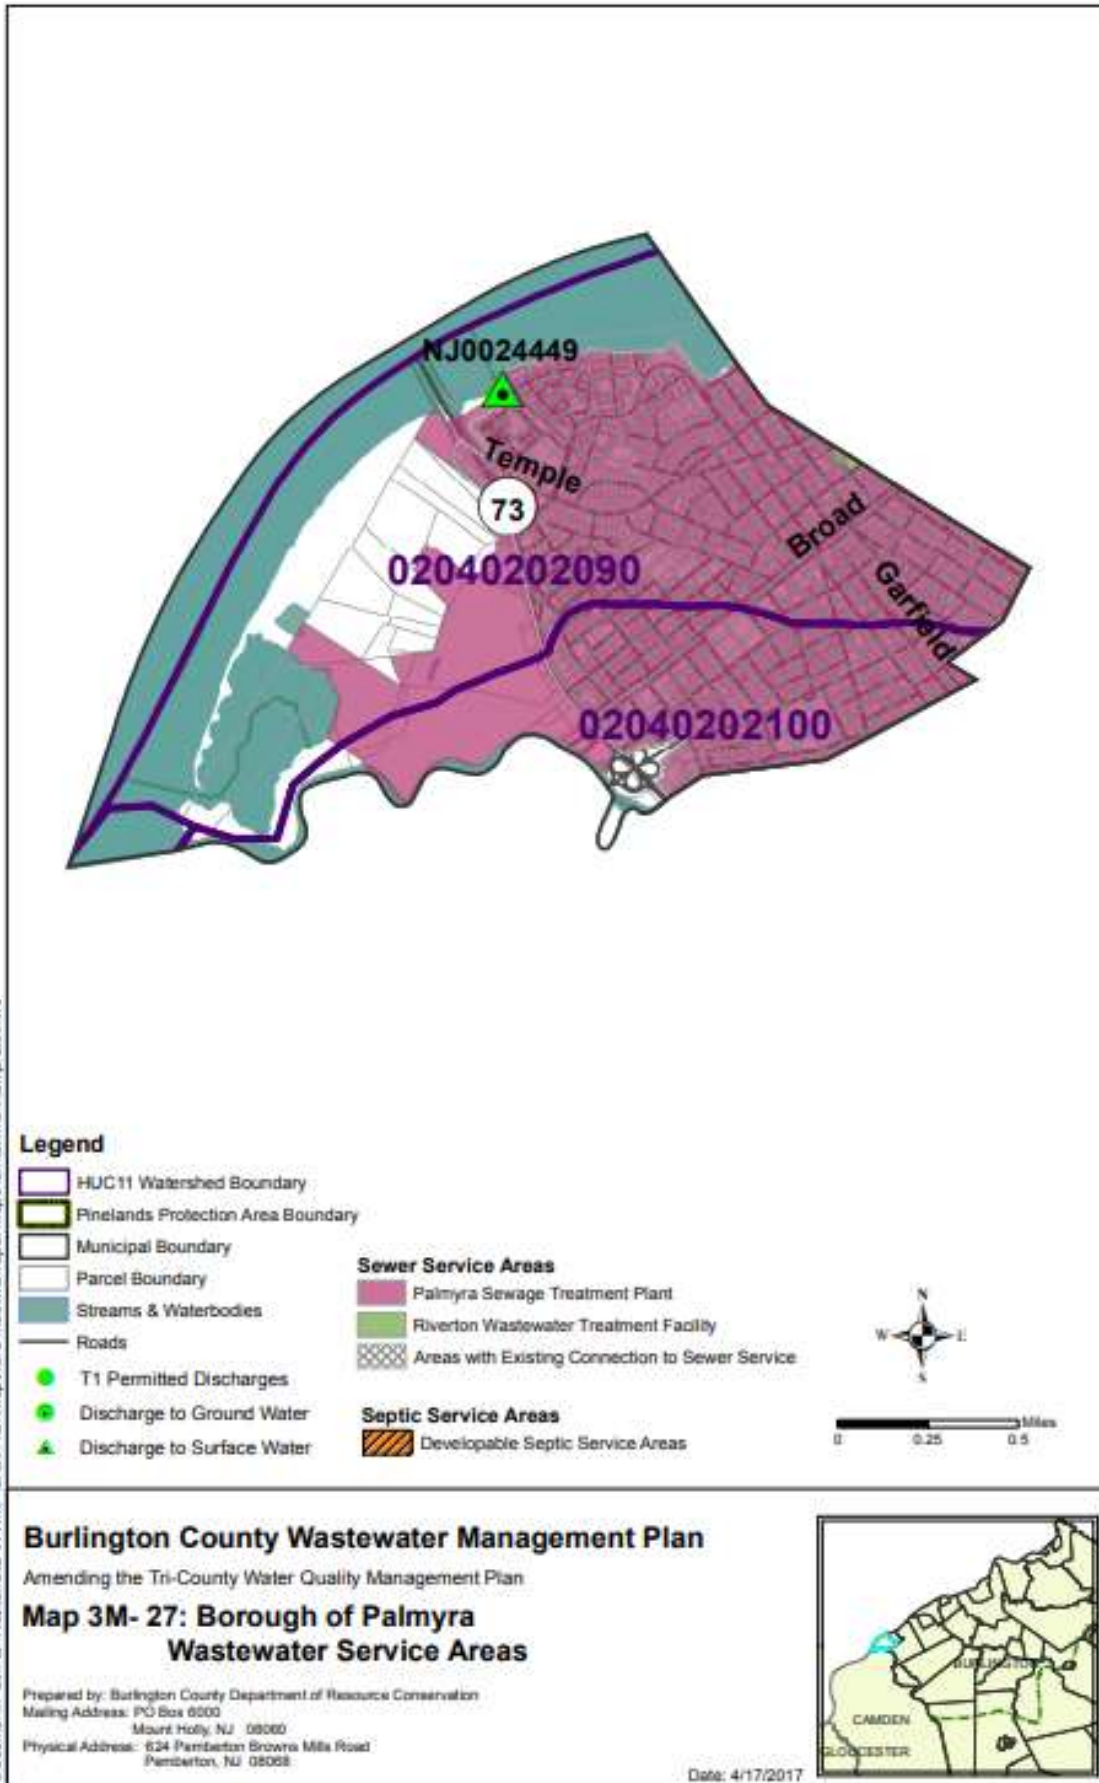 NJ0024449
Temple
73
Broad
02040202090
Garfield
02040202100
Legend
HUC11 Watershed Boundary
Pinelands Protection Area Boundary
Municipal Boundary
Parcel Boundary
Streams & Waterbodies
Roads
T1 Permitted Discharges
Discharge to Ground Water
Discharge to Surface Water
Sewer Service Areas
Palmyra Sewage Treatment Plant
Riverton Wastewater Treatment Facility
Areas with Existing Connection to Sewer Service
Septic Service Areas
Developable Septic Service Areas
N
W E
S
Miles
0 0.25 0.5
Burlington County Wastewater Management Plan
Amending the Tri-County Water Quality Management Plan
Map 3M- 27: Borough of Palmyra
Wastewater Service Areas
Prepared by: Burlington County Department of Resource Conservation
Mailing Address: PO Box 6000
Mount Holly, NJ 08060
Physical Address: 624 Pemberton Browns Mills Road
Pemberton, NJ 08068
Date: 4/17/2017
BURLINGTON
CAMDEN
GLOUCESTER